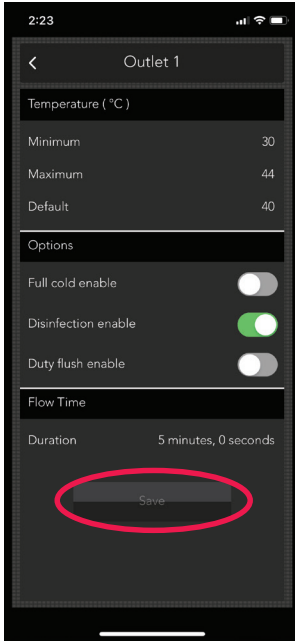 2:23
Outlet 1
Temperature ( °C )
Minimum 30
Maximum 44
Default 40
Options
Full cold enable
Disinfection enable
Duty flush enable
Flow Time
Duration 5 minutes, 0 seconds
Save